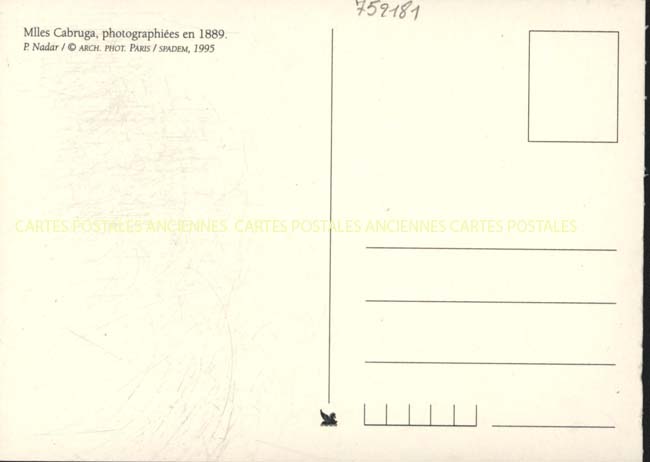 759181
Mlles Cabruga, photographiées en 1889.
P. Nadar / © ARCH. PHOT. PARIS / SPADEM, 1995
CARTES POSTALES ANCIENNES CARTES POSTALES ANCIENNES CARTES POSTALES